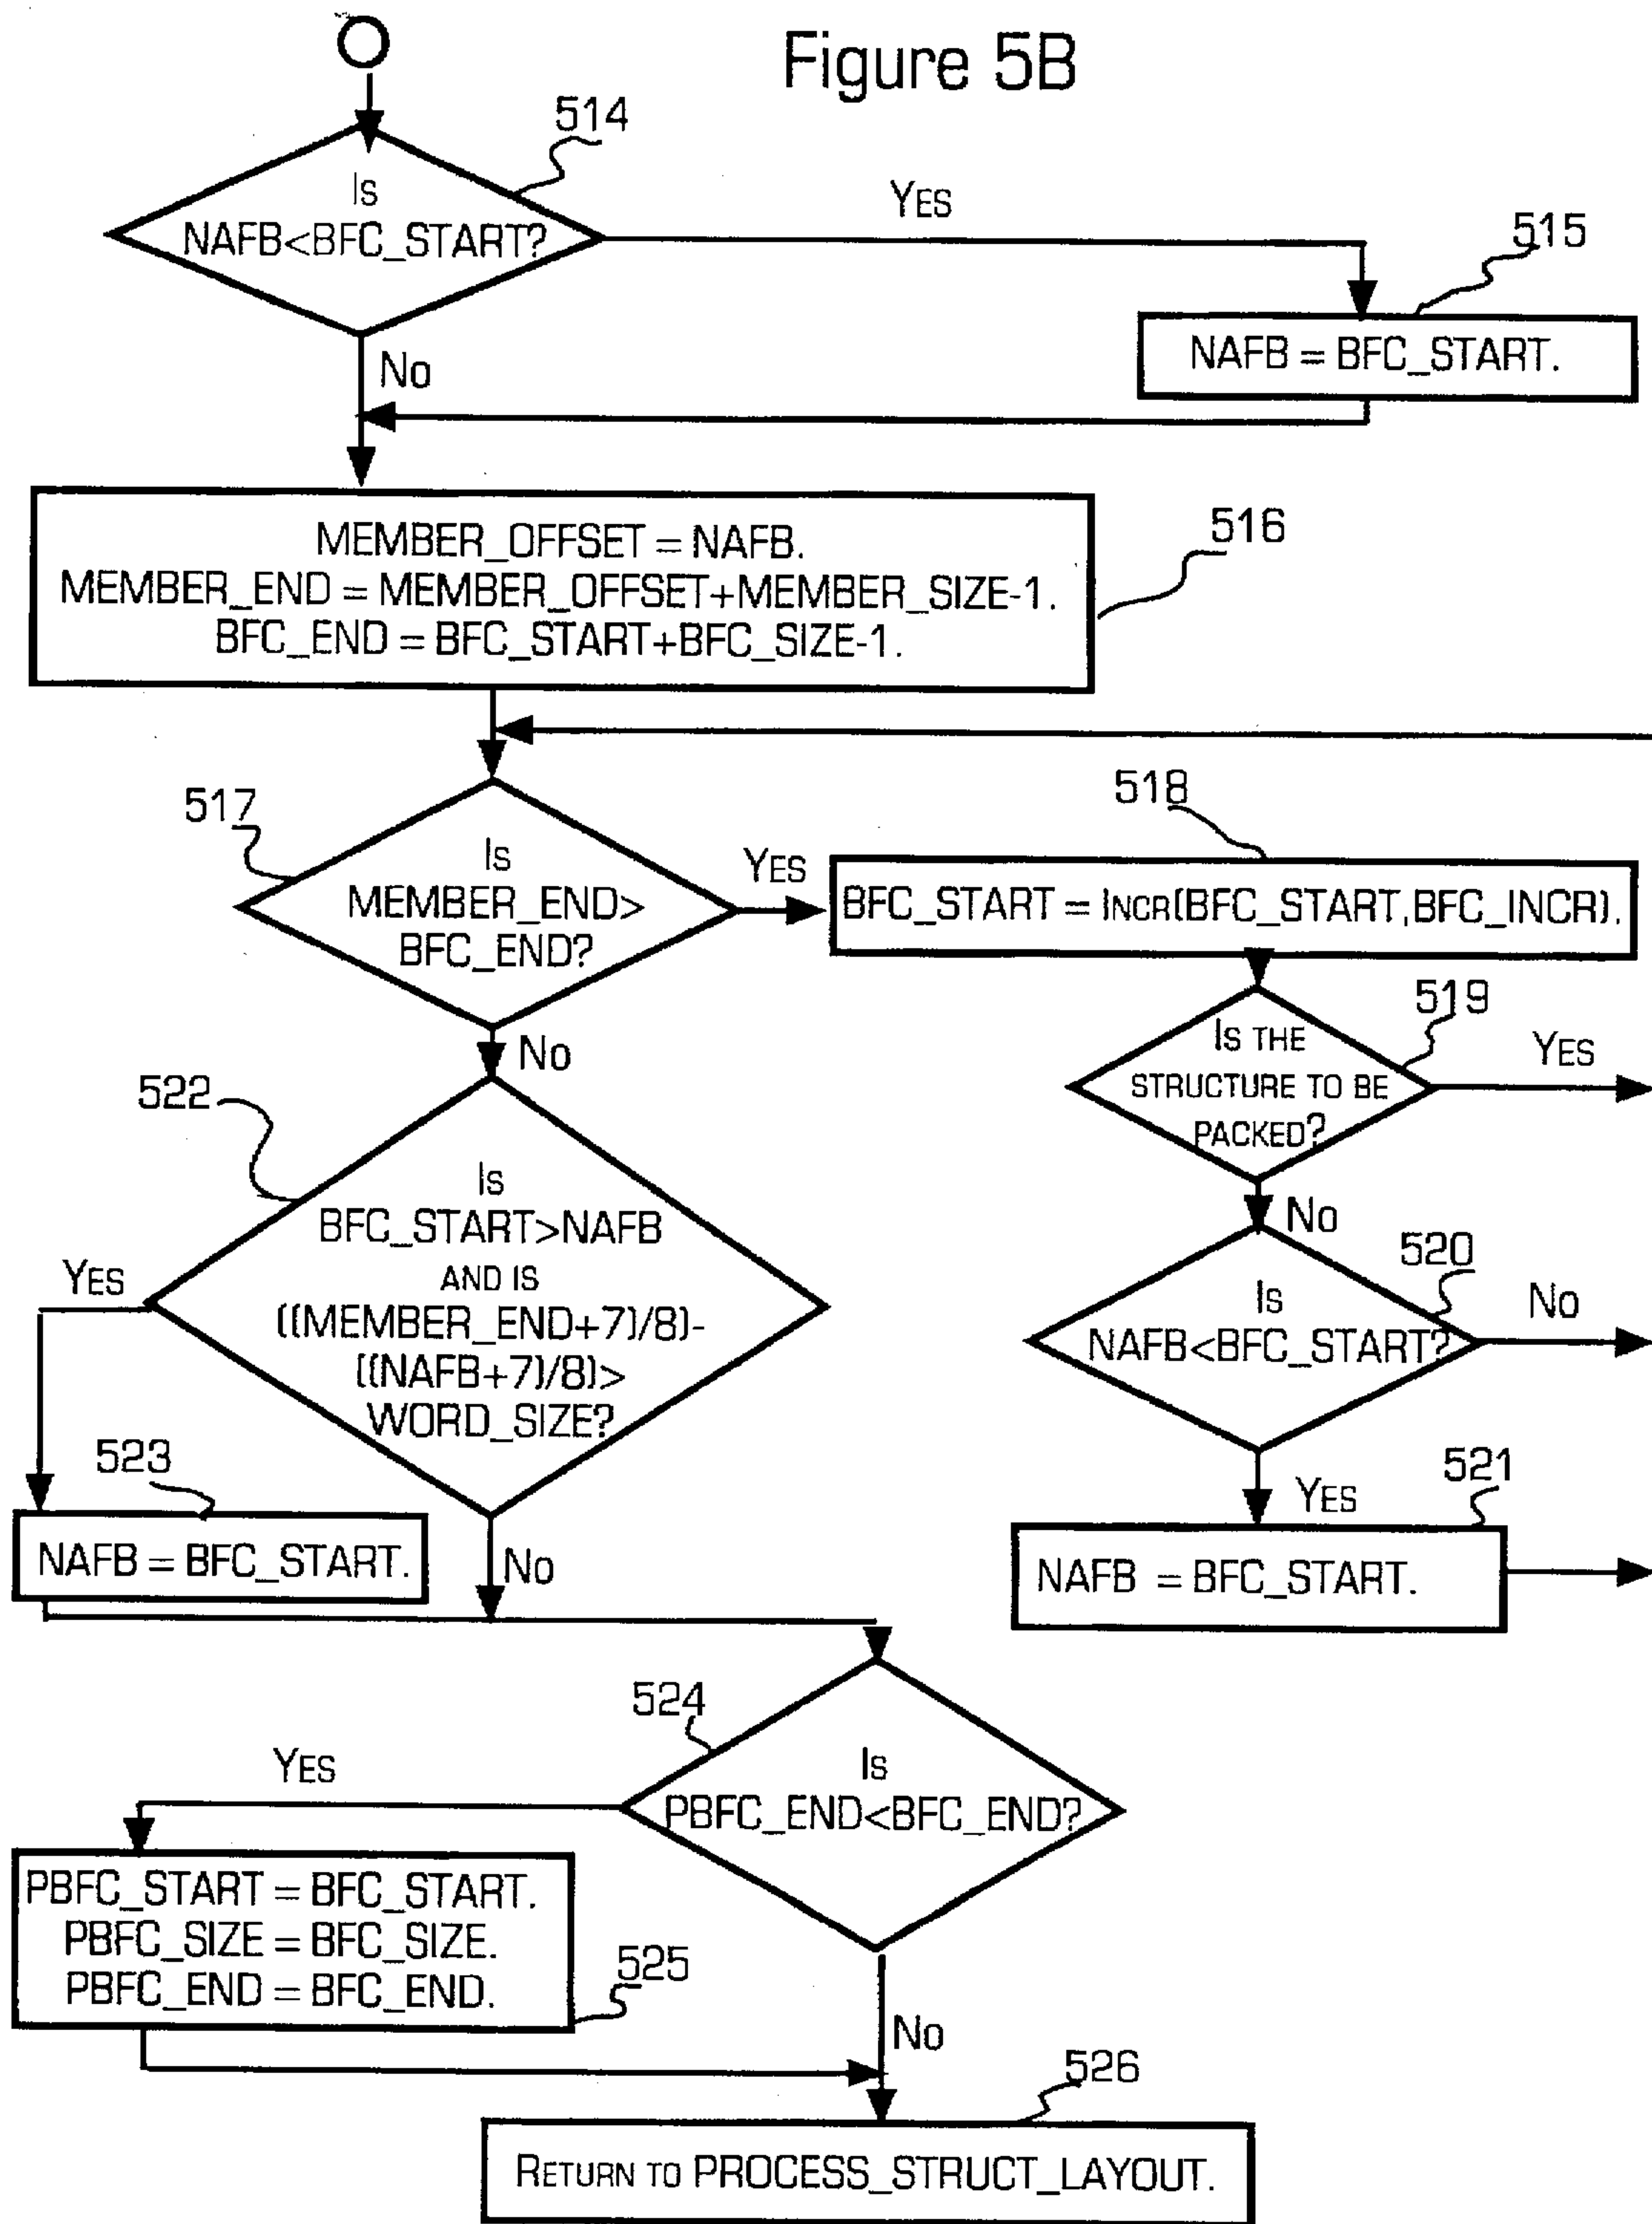 Figure 5B
514
Is
NAFB<BFC_START?
YES
515
NAFB = BFC_START.
No
516
MEMBER_OFFSET = NAFB.
MEMBER_END = MEMBER_OFFSET+MEMBER_SIZE-1.
BFC_END = BFC_START+BFC_SIZE-1.
517
Is
MEMBER_END>
BFC_END?
YES
518
BFC_START = INCR(BFC_START,BFC_INCR).
No
519
IS THE
STRUCTURE TO BE
PACKED?
YES
No
522
Is
BFC_START>NAFB
AND IS
((MEMBER_END+7)/8)-
((NAFB+7)/8)>
WORD_SIZE?
YES
520
Is
NAFB<BFC_START?
No
YES
523
NAFB = BFC_START.
No
521
NAFB = BFC_START.
524
Is
PBFC_END<BFC_END?
YES
PBFC_START = BFC_START.
PBFC_SIZE = BFC_SIZE.
PBFC_END = BFC_END.
525
No
526
RETURN TO PROCESS_STRUCT_LAYOUT.